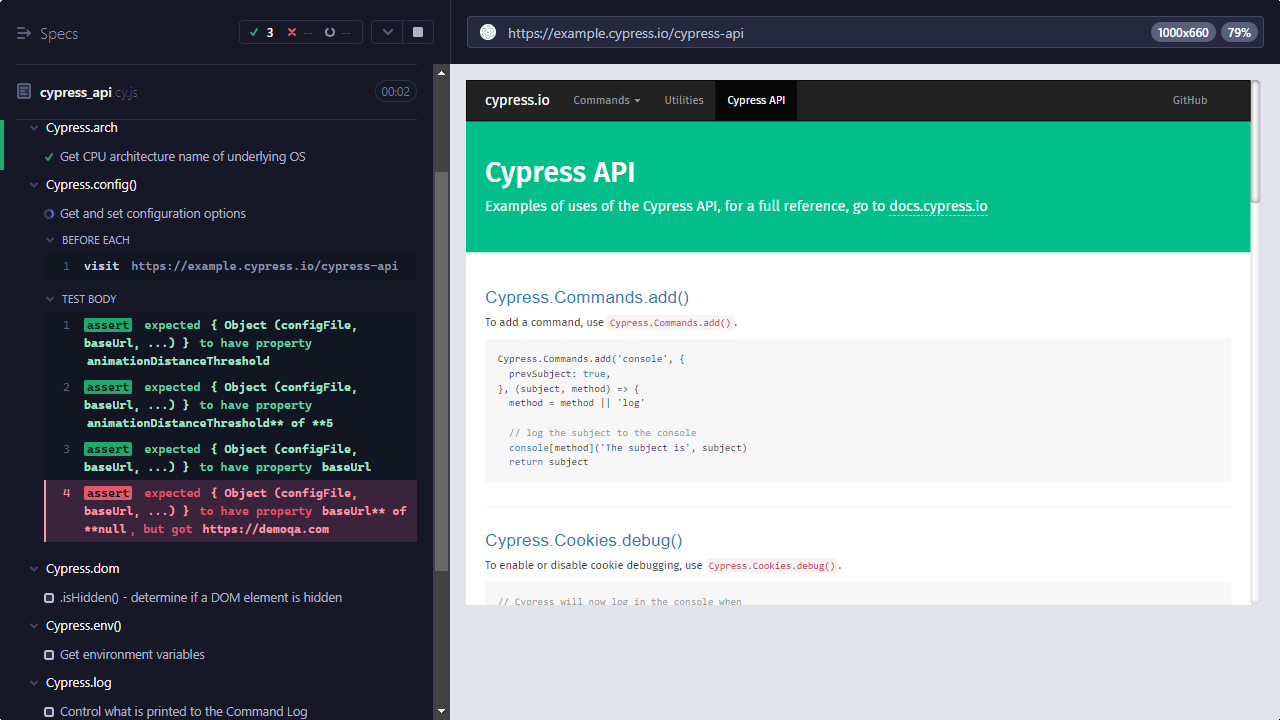 Specs
3
--
--
cypress_api.cy.js
00:02
Cypress.arch
Get CPU architecture name of underlying OS
Cypress.config()
Get and set configuration options
BEFORE EACH
1 visit https://example.cypress.io/cypress-api
TEST BODY
1 assert expected { Object (configFile,
baseUrl, ...) } to have property
animationDistanceThreshold
2 assert expected { Object (configFile,
baseUrl, ...) } to have property
animationDistanceThreshold** of **5
3 assert expected { Object (configFile,
baseUrl, ...) } to have property baseUrl
4 assert expected { Object (configFile,
baseUrl, ...) } to have property baseUrl** of
**null, but got https://demoqa.com
Cypress.dom
.isHidden() - determine if a DOM element is hidden
Cypress.env()
Get environment variables
Cypress.log
Control what is printed to the Command Log
https://example.cypress.io/cypress-api
1000x660
79%
cypress.io Commands Utilities Cypress API GitHub
Cypress API
Examples of uses of the Cypress API, for a full reference, go to docs.cypress.io
Cypress.Commands.add()
To add a command, use Cypress.Commands.add().
Cypress.Commands.add('console', {
prevSubject: true,
}, (subject, method) => {
method = method || 'log'
// log the subject to the console
console[method]('The subject is', subject)
return subject
Cypress.Cookies.debug()
To enable or disable cookie debugging, use Cypress.Cookies.debug().
// Cypress will now log in the console when